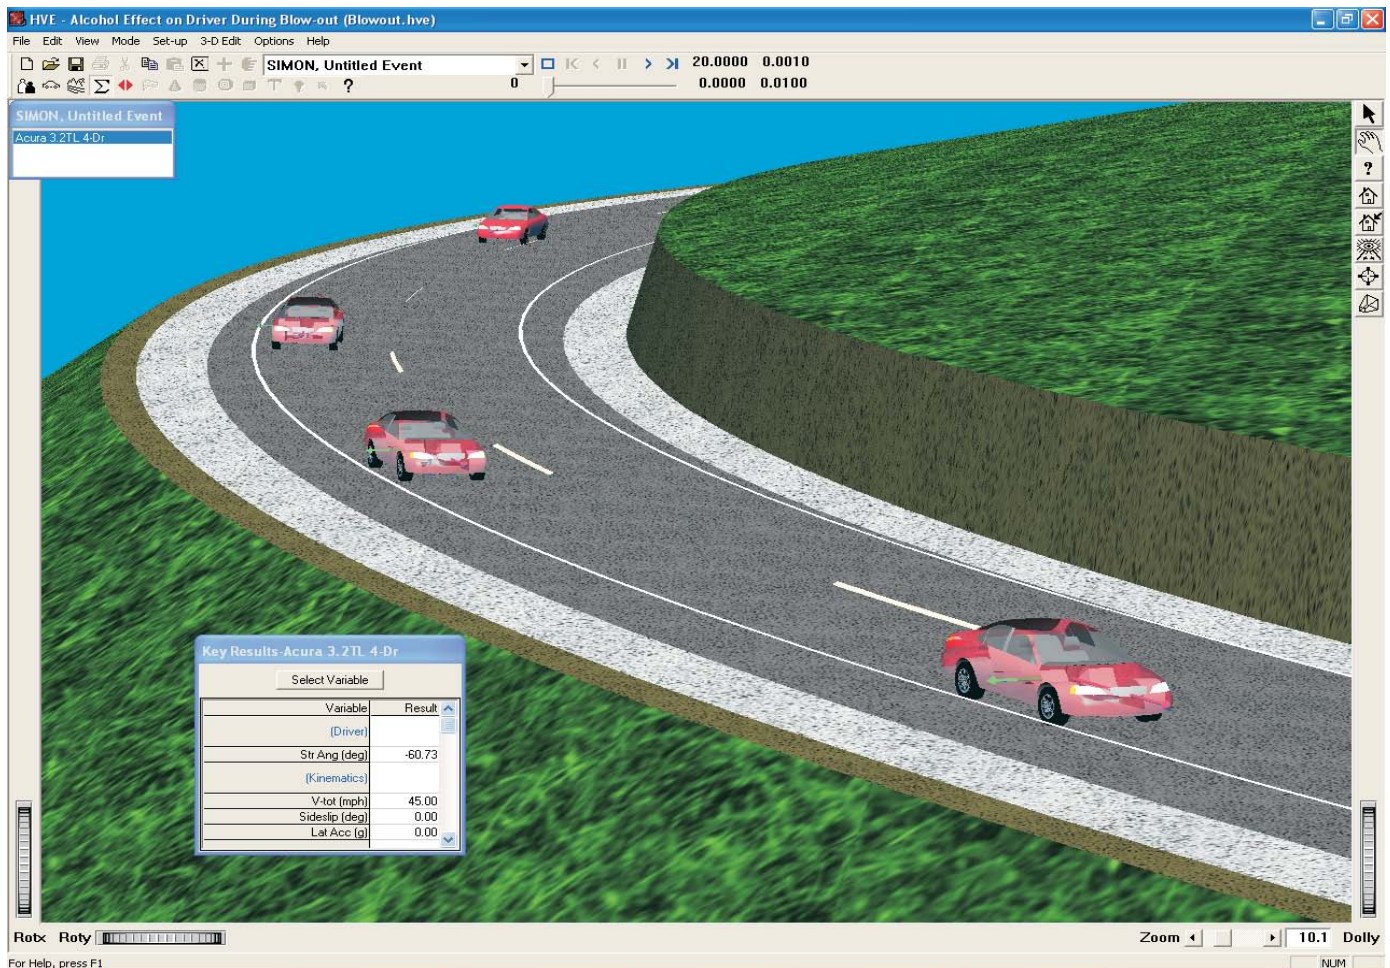 HVE - Alcohol Effect on Driver During Blow-out (Blowout.hve)
File Edit View Mode Set-up 3-D Edit Options Help
SIMON, Untitled Event 20.0000 0.0010
? 0 0.0000 0.0100
SIMON, Untitled Event
Acura 3.2TL 4-Dr
?
Key Results-Acura 3.2TL 4-Dr
Select Variable
Variable Result
(Driver)
Str Ang (deg) -60.73
(Kinematics)
V-tot (mph) 45.00
Sideslip (deg) 0.00
Lat Acc (g) 0.00
Rotx Roty Zoom 10.1 Dolly
For Help, press F1 NUM